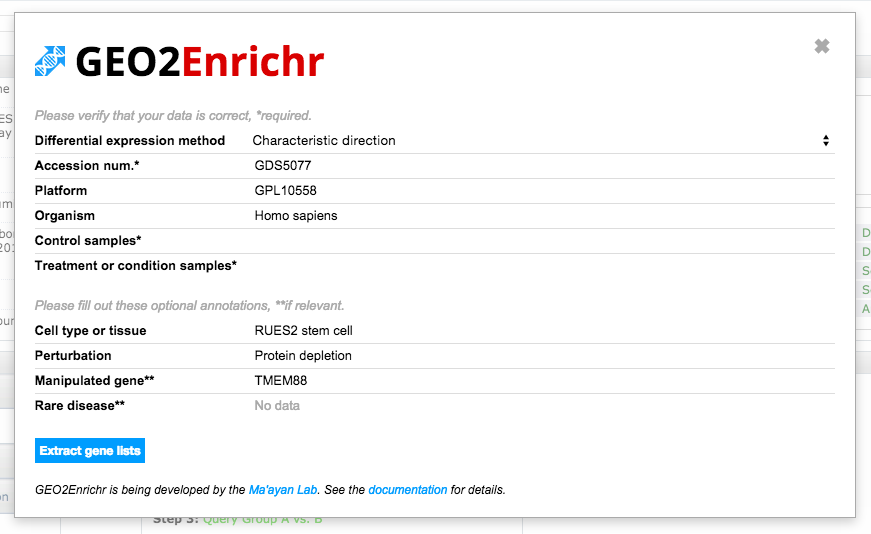 GEO2Enrichr
✖
Please verify that your data is correct, *required.
Differential expression method Characteristic direction
Accession num.* GDS5077
Platform GPL10558
Organism Homo sapiens
Control samples*
Treatment or condition samples*
Please fill out these optional annotations, **if relevant.
Cell type or tissue RUES2 stem cell
Perturbation Protein depletion
Manipulated gene** TMEM88
Rare disease** No data
Extract gene lists
GEO2Enrichr is being developed by the Ma'ayan Lab. See the documentation for details.
Step 3: Query Group A vs. B